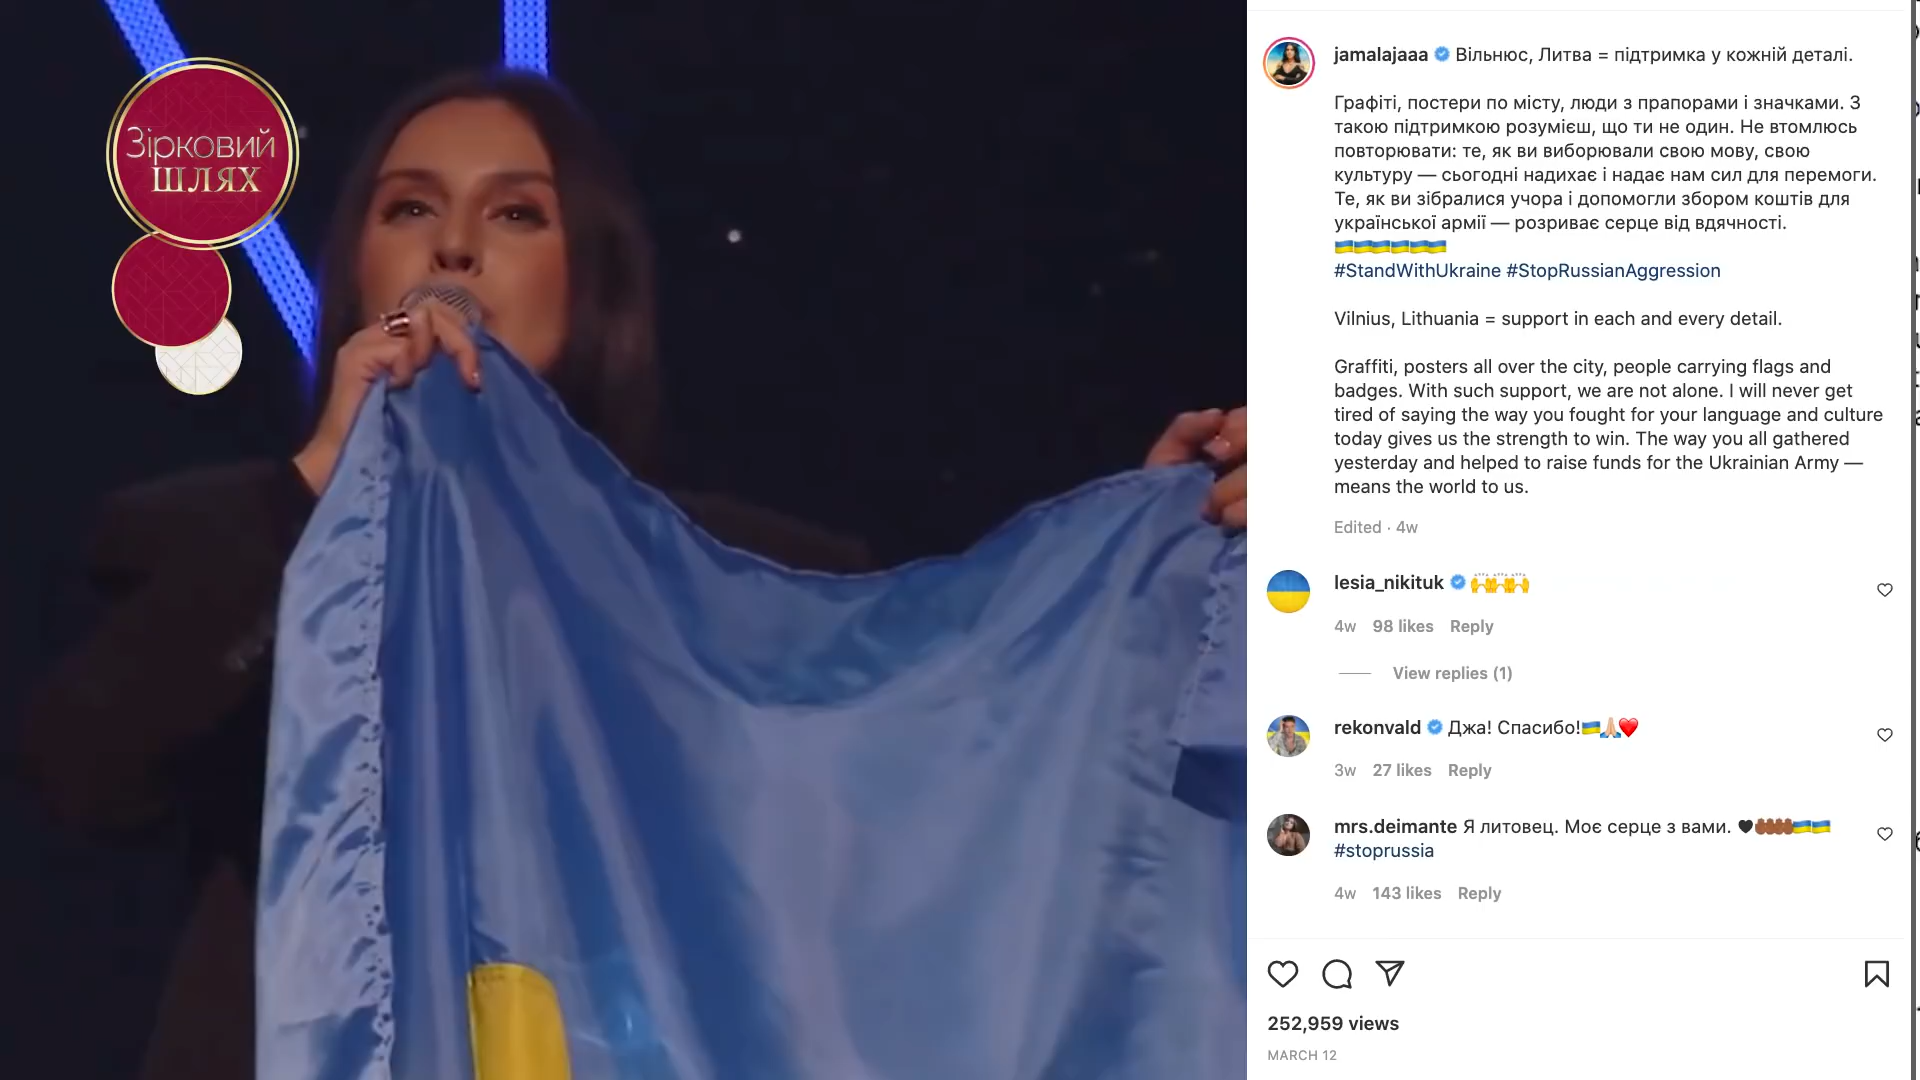 Зірковий
ШЛЯХ
jamalajaaa Вільнюс, Литва = підтримка у кожній деталі.
Графіті, постери по місту, люди з прапорами і значками. З
такою підтримкою розумієш, що ти не один. Не втомлюсь
повторювати: те, як ви виборювали свою мову, свою
культуру — сьогодні надихає і надає нам сил для перемоги.
Те, як ви зібралися учора і допомогли збором коштів для
української армії — розриває серце від вдячності.
🇺🇦🇺🇦🇺🇦🇺🇦🇺🇦🇺🇦
#StandWithUkraine #StopRussianAggression
Vilnius, Lithuania = support in each and every detail.
Graffiti, posters all over the city, people carrying flags and
badges. With such support, we are not alone. I will never get
tired of saying the way you fought for your language and culture
today gives us the strength to win. The way you all gathered
yesterday and helped to raise funds for the Ukrainian Army —
means the world to us.
Edited · 4w
lesia_nikituk 🙌🙌🙌
4w 98 likes Reply
View replies (1)
rekonvald Джа! Спасибо!🇺🇦🙏🏻❤️
3w 27 likes Reply
mrs.deimante Я литовец. Моє серце з вами. 🖤✊🏾✊🏾✊🏾✊🏾🇺🇦🇺🇦
#stoprussia
4w 143 likes Reply
252,959 views
MARCH 12